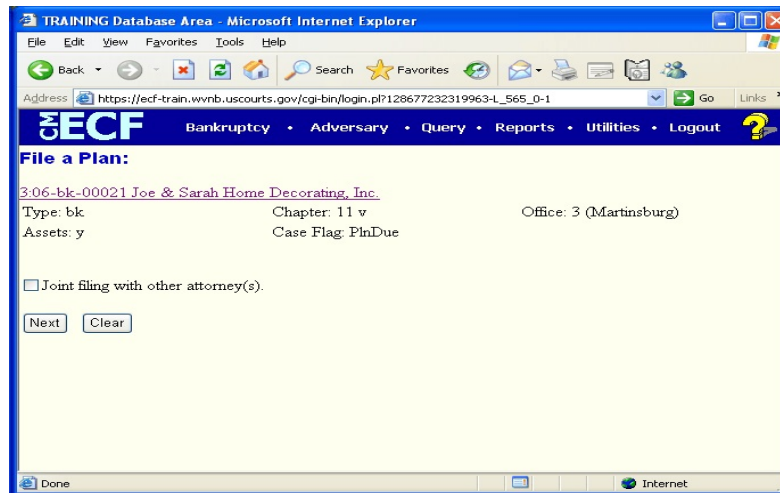 TRAINING Database Area - Microsoft Internet Explorer
File Edit View Favorites Tools Help
Back Search Favorites
Address https://ecf-train.wvnb.uscourts.gov/cgi-bin/login.pl?128677232319963-L_565_0-1 Go Links »
CM ECF Bankruptcy • Adversary • Query • Reports • Utilities • Logout ?
File a Plan:
3:06-bk-00021 Joe & Sarah Home Decorating, Inc.
Type: bk Chapter: 11 v Office: 3 (Martinsburg)
Assets: y Case Flag: PlnDue
Joint filing with other attorney(s).
Next Clear
Done Internet